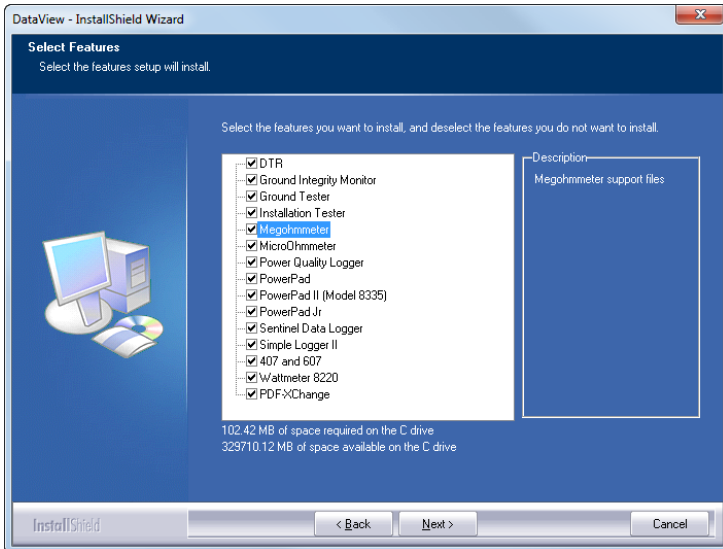 DataView - InstallShield Wizard
Select Features
Select the features setup will install.
Select the features you want to install, and deselect the features you do not want to install.
DTR
Ground Integrity Monitor
Ground Tester
Installation Tester
Megohmmeter
MicroOhmmeter
Power Quality Logger
PowerPad
PowerPad II (Model 8335)
PowerPad Jr
Sentinel Data Logger
Simple Logger II
407 and 607
Wattmeter 8220
PDF-XChange
Description
Megohmmeter support files
102.42 MB of space required on the C drive
329710.12 MB of space available on the C drive
InstallShield
< Back
Next >
Cancel